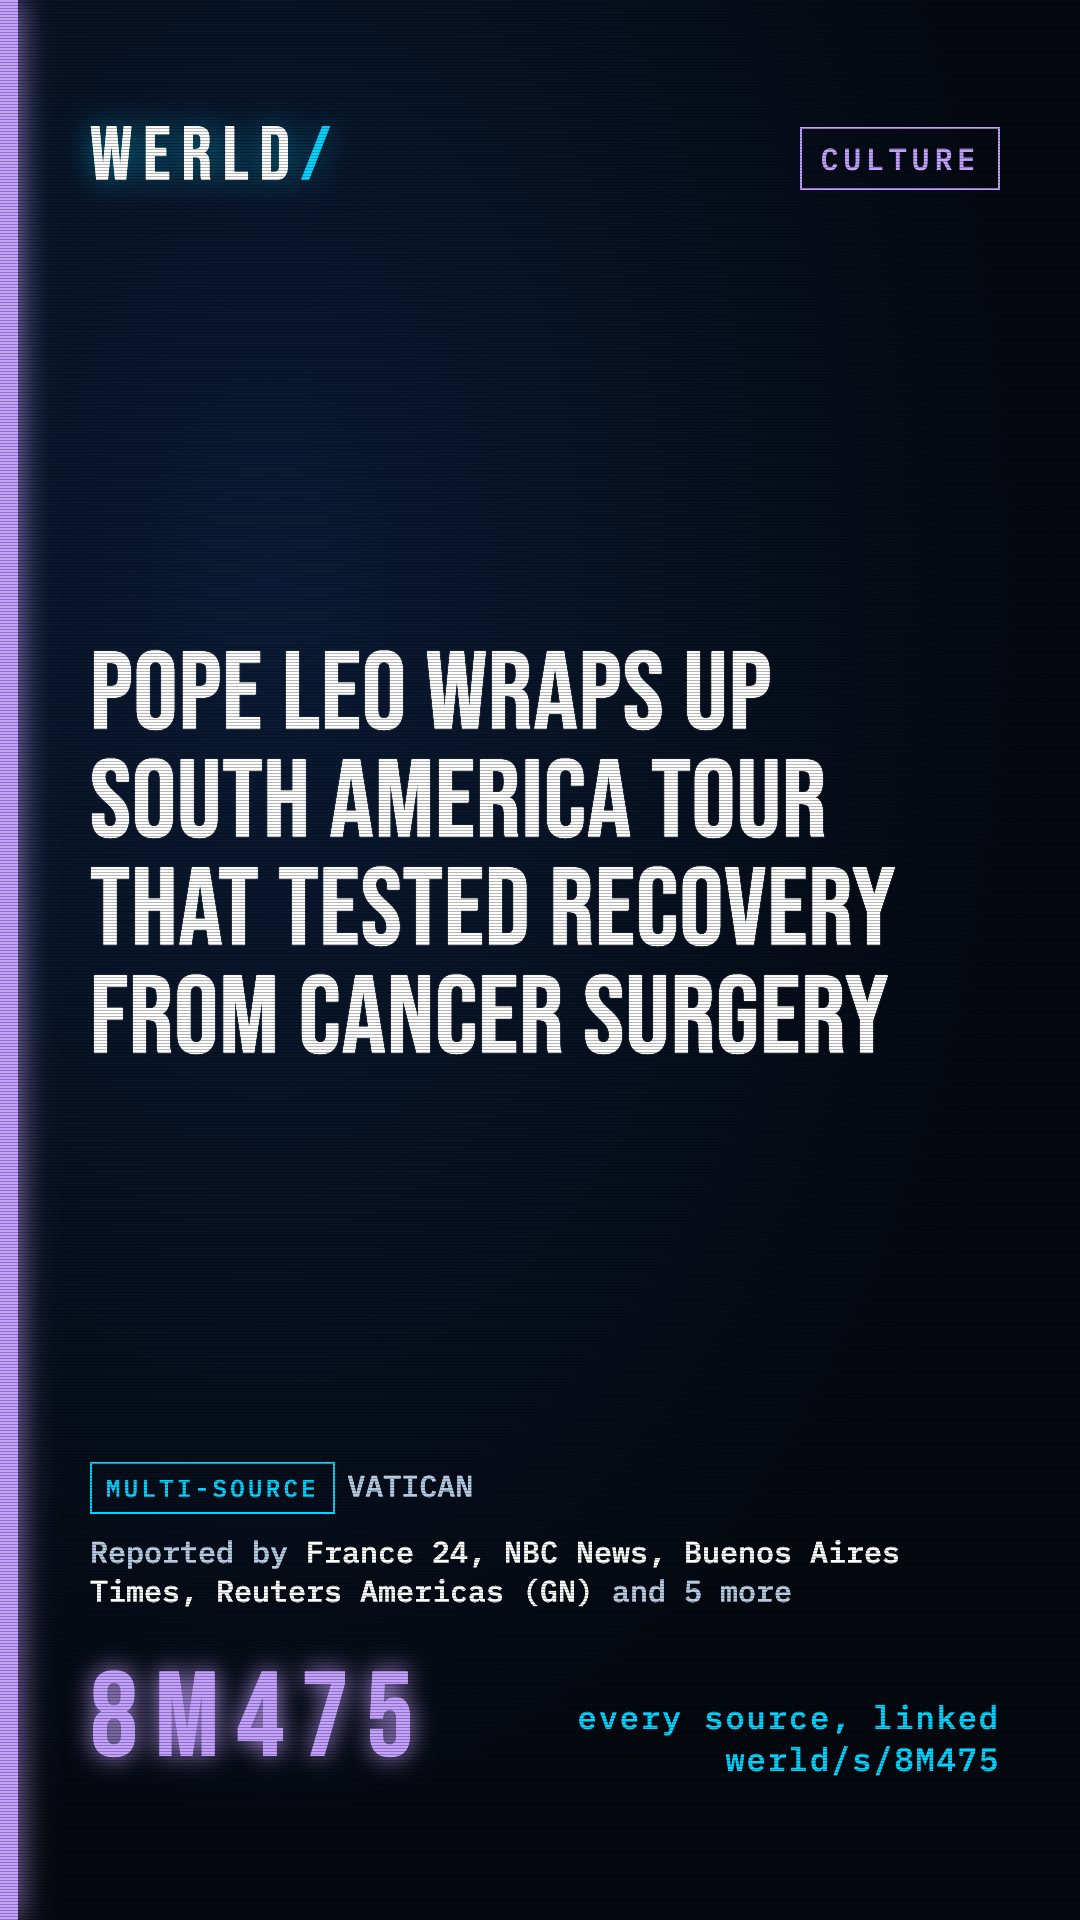 WERLD/
CULTURE
POPE LEO WRAPS UP
SOUTH AMERICA TOUR
THAT TESTED RECOVERY
FROM CANCER SURGERY
MULTI-SOURCE VATICAN
Reported by France 24, NBC News, Buenos Aires
Times, Reuters Americas (GN) and 5 more
8M475
every source, linked
werld/s/8M475